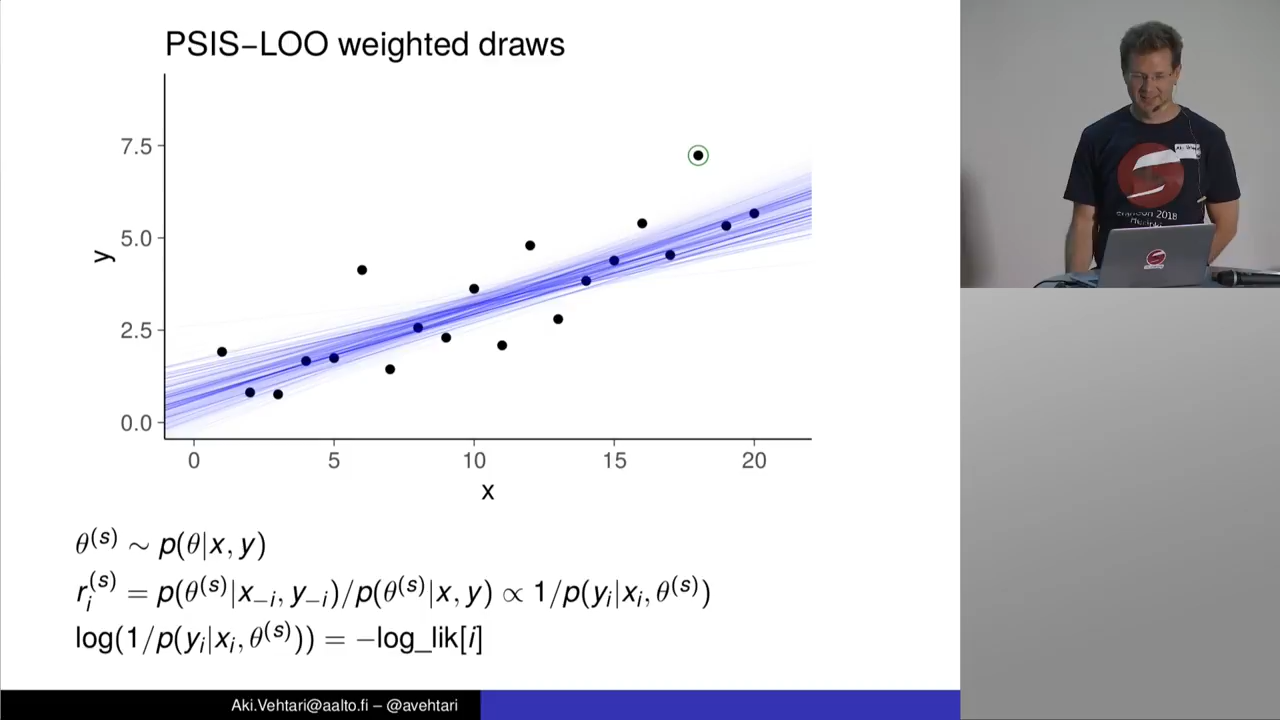 PSIS−LOO weighted draws
7.5
5.0
2.5
0.0
y
0 5 10 15 20
x
θ^(s) ∼ p(θ|x, y)
r_i^(s) = p(θ^(s)|x_−i, y_−i)/p(θ^(s)|x, y) ∝ 1/p(y_i|x_i, θ^(s))
log(1/p(y_i|x_i, θ^(s))) = −log_lik[i]
Aki.Vehtari@aalto.fi – @avehtari
2018